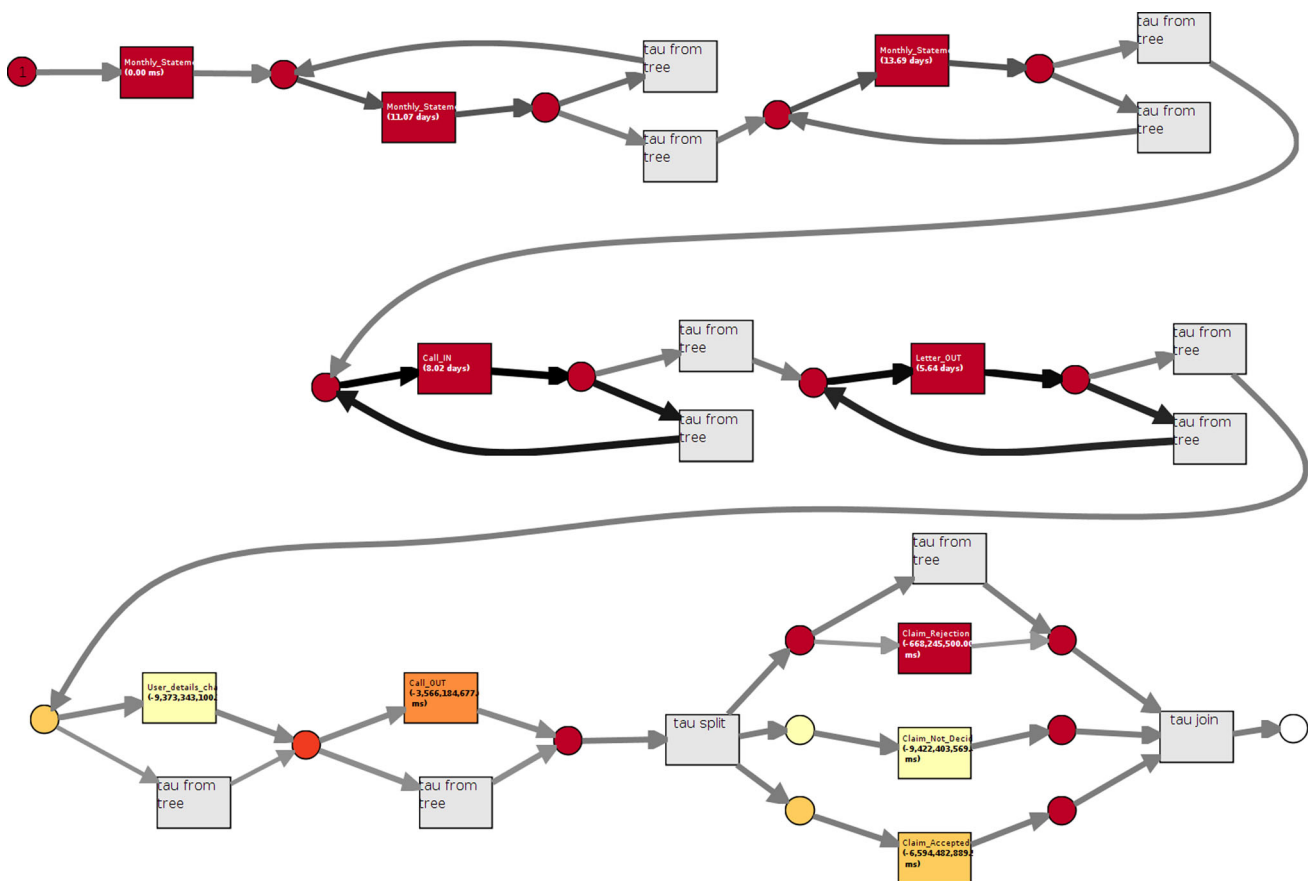 1
Monthly_Stateme
(0.00 ms)
Monthly_Stateme
(11.07 days)
tau from
tree
tau from
tree
Monthly_Stateme
(13.69 days)
tau from
tree
tau from
tree
Call_IN
(8.02 days)
tau from
tree
tau from
tree
Letter_OUT
(5.64 days)
tau from
tree
tau from
tree
User_details_cha
(-9,373,343,100.
tau from
tree
Call_OUT
(-3,566,184,677.
ms)
tau from
tree
tau split
tau from
tree
Claim_Rejection
(-668,245,500.00
ms)
Claim_Not_Decid
(-9,422,403,569.
ms)
Claim_Accepted
(-6,594,482,889.
ms)
tau join